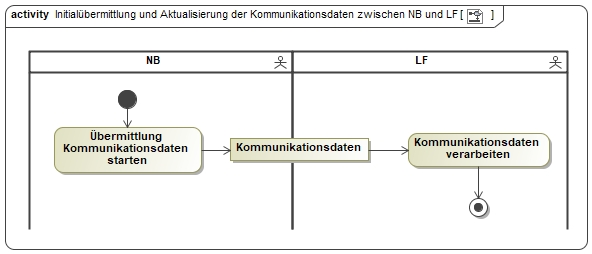 activity Initialübermittlung und Aktualisierung der Kommunikationsdaten zwischen NB und LF [ ]
NB
LF
Übermittlung
Kommunikationsdaten
starten
Kommunikationsdaten
Kommunikationsdaten
verarbeiten